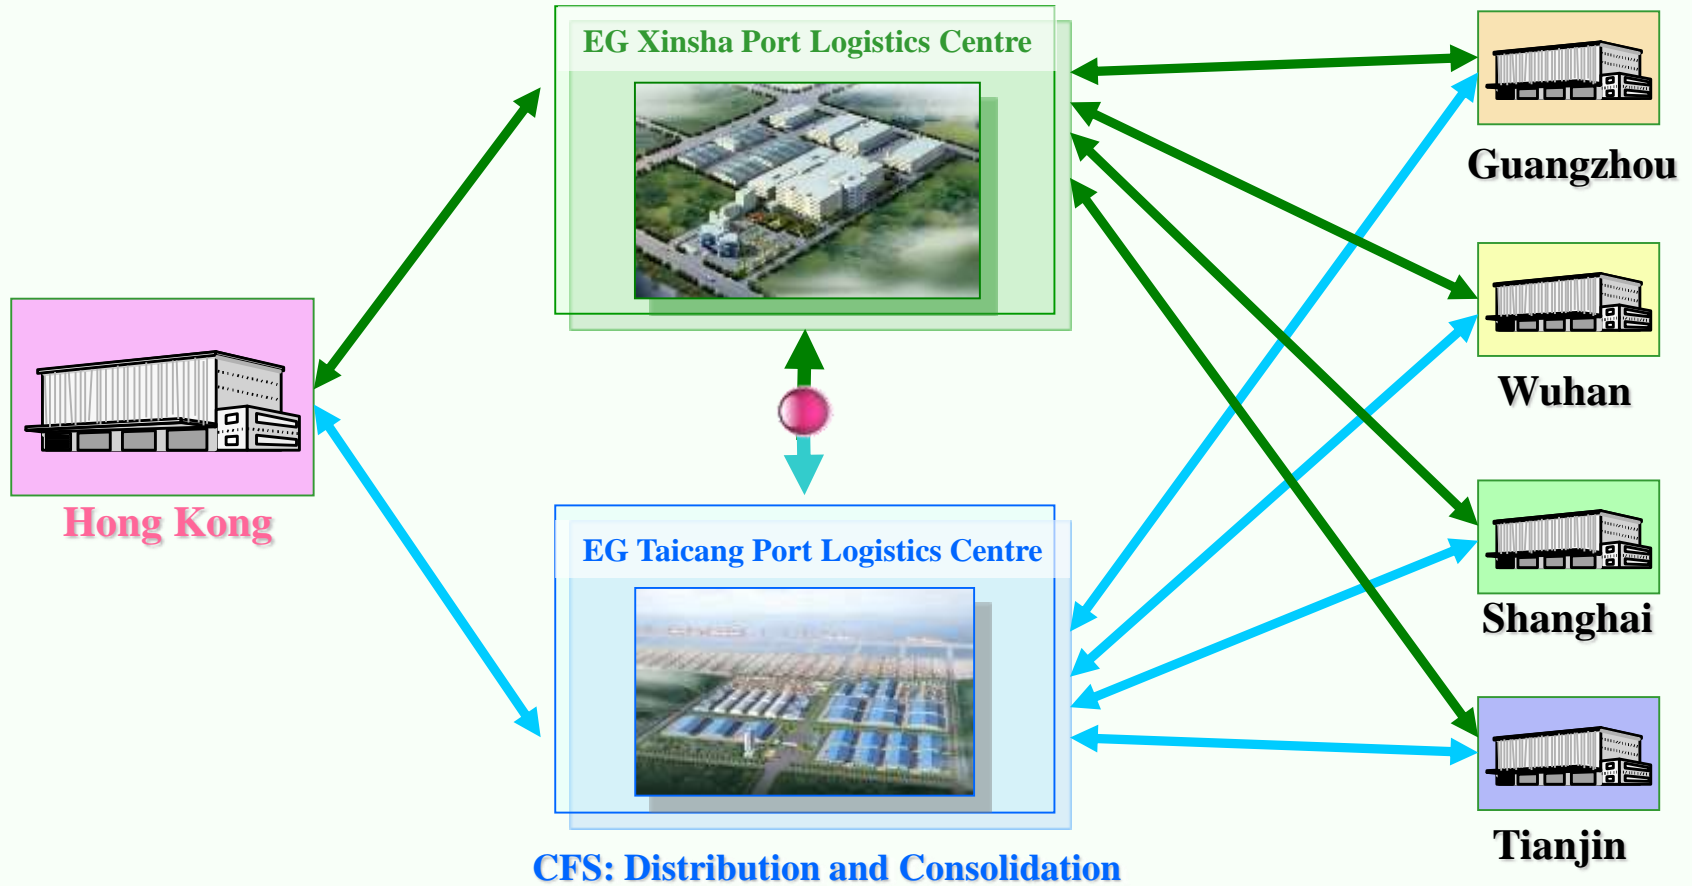 EG Xinsha Port Logistics Centre
Guangzhou
Wuhan
Hong Kong
EG Taicang Port Logistics Centre
Shanghai
Tianjin
CFS: Distribution and Consolidation